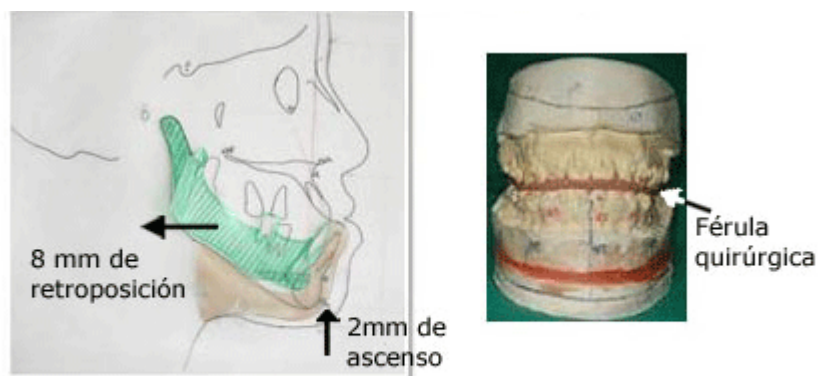 8 mm de
retroposición
2mm de
ascenso
Férula
quirúrgica